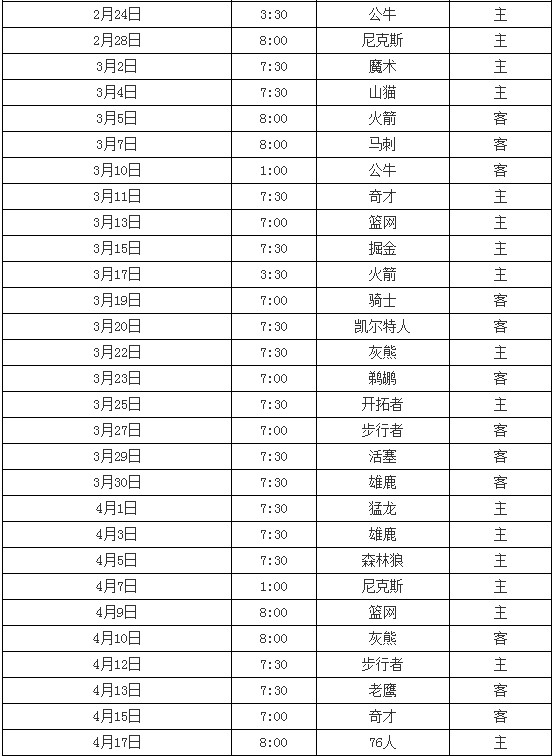 2月24日 3:30 公牛 主
2月28日 8:00 尼克斯 主
3月2日 7:30 魔术 主
3月4日 7:30 山猫 主
3月5日 8:00 火箭 客
3月7日 8:00 马刺 客
3月10日 1:00 公牛 客
3月11日 7:30 奇才 主
3月13日 7:00 篮网 主
3月15日 7:30 掘金 主
3月17日 3:30 火箭 主
3月19日 7:00 骑士 客
3月20日 7:30 凯尔特人 客
3月22日 7:30 灰熊 主
3月23日 7:00 鹈鹕 客
3月25日 7:30 开拓者 主
3月27日 7:00 步行者 客
3月29日 7:30 活塞 客
3月30日 7:30 雄鹿 客
4月1日 7:30 猛龙 主
4月3日 7:30 雄鹿 主
4月5日 7:30 森林狼 主
4月7日 1:00 尼克斯 主
4月9日 8:00 篮网 主
4月10日 8:00 灰熊 客
4月12日 7:30 步行者 主
4月13日 7:30 老鹰 客
4月15日 7:00 奇才 客
4月17日 8:00 76人 主